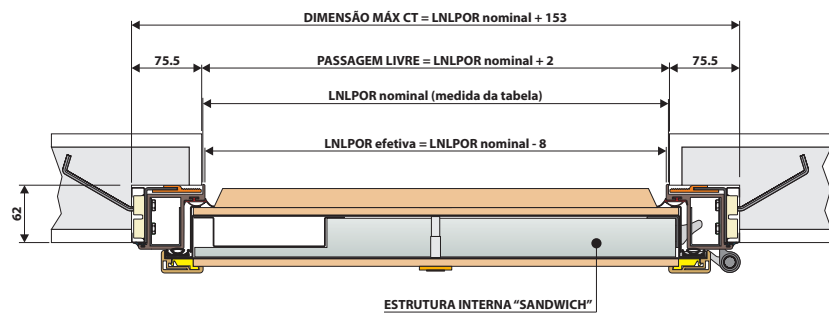 DIMENSÃO MÁX CT = LNLPOR nominal + 153
75.5
PASSAGEM LIVRE = LNLPOR nominal + 2
75.5
LNLPOR nominal (medida da tabela)
LNLPOR efetiva = LNLPOR nominal - 8
62
ESTRUTURA INTERNA “SANDWICH”